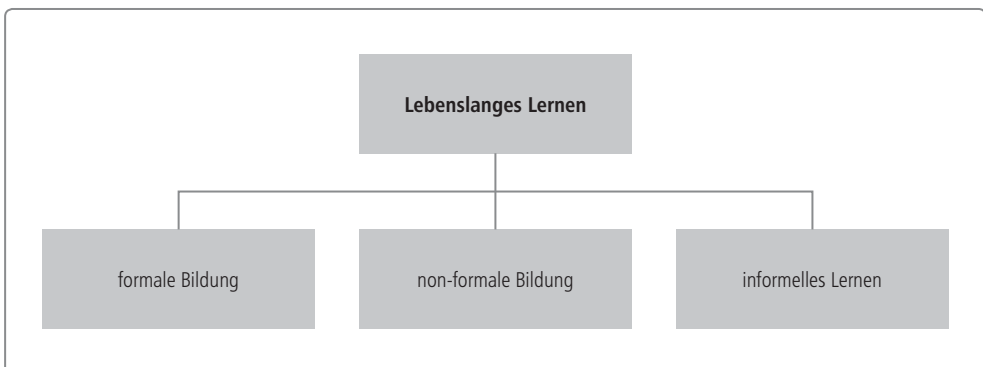 Lebenslanges Lernen
formale Bildung
non-formale Bildung
informelles Lernen